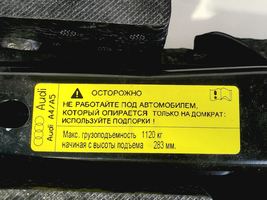 Audi
Audi A4/A5
ОСТОРОЖНО
НЕ РАБОТАЙТЕ ПОД АВТОМОБИЛЕМ,
КОТОРЫЙ ОПИРАЕТСЯ ТОЛЬКО НА ДОМКРАТ:
ИСПОЛЬЗУЙТЕ ПОДПОРКИ !
Макс. грузоподъемность 1120 кг
начиная с высоты подъема 283 мм.